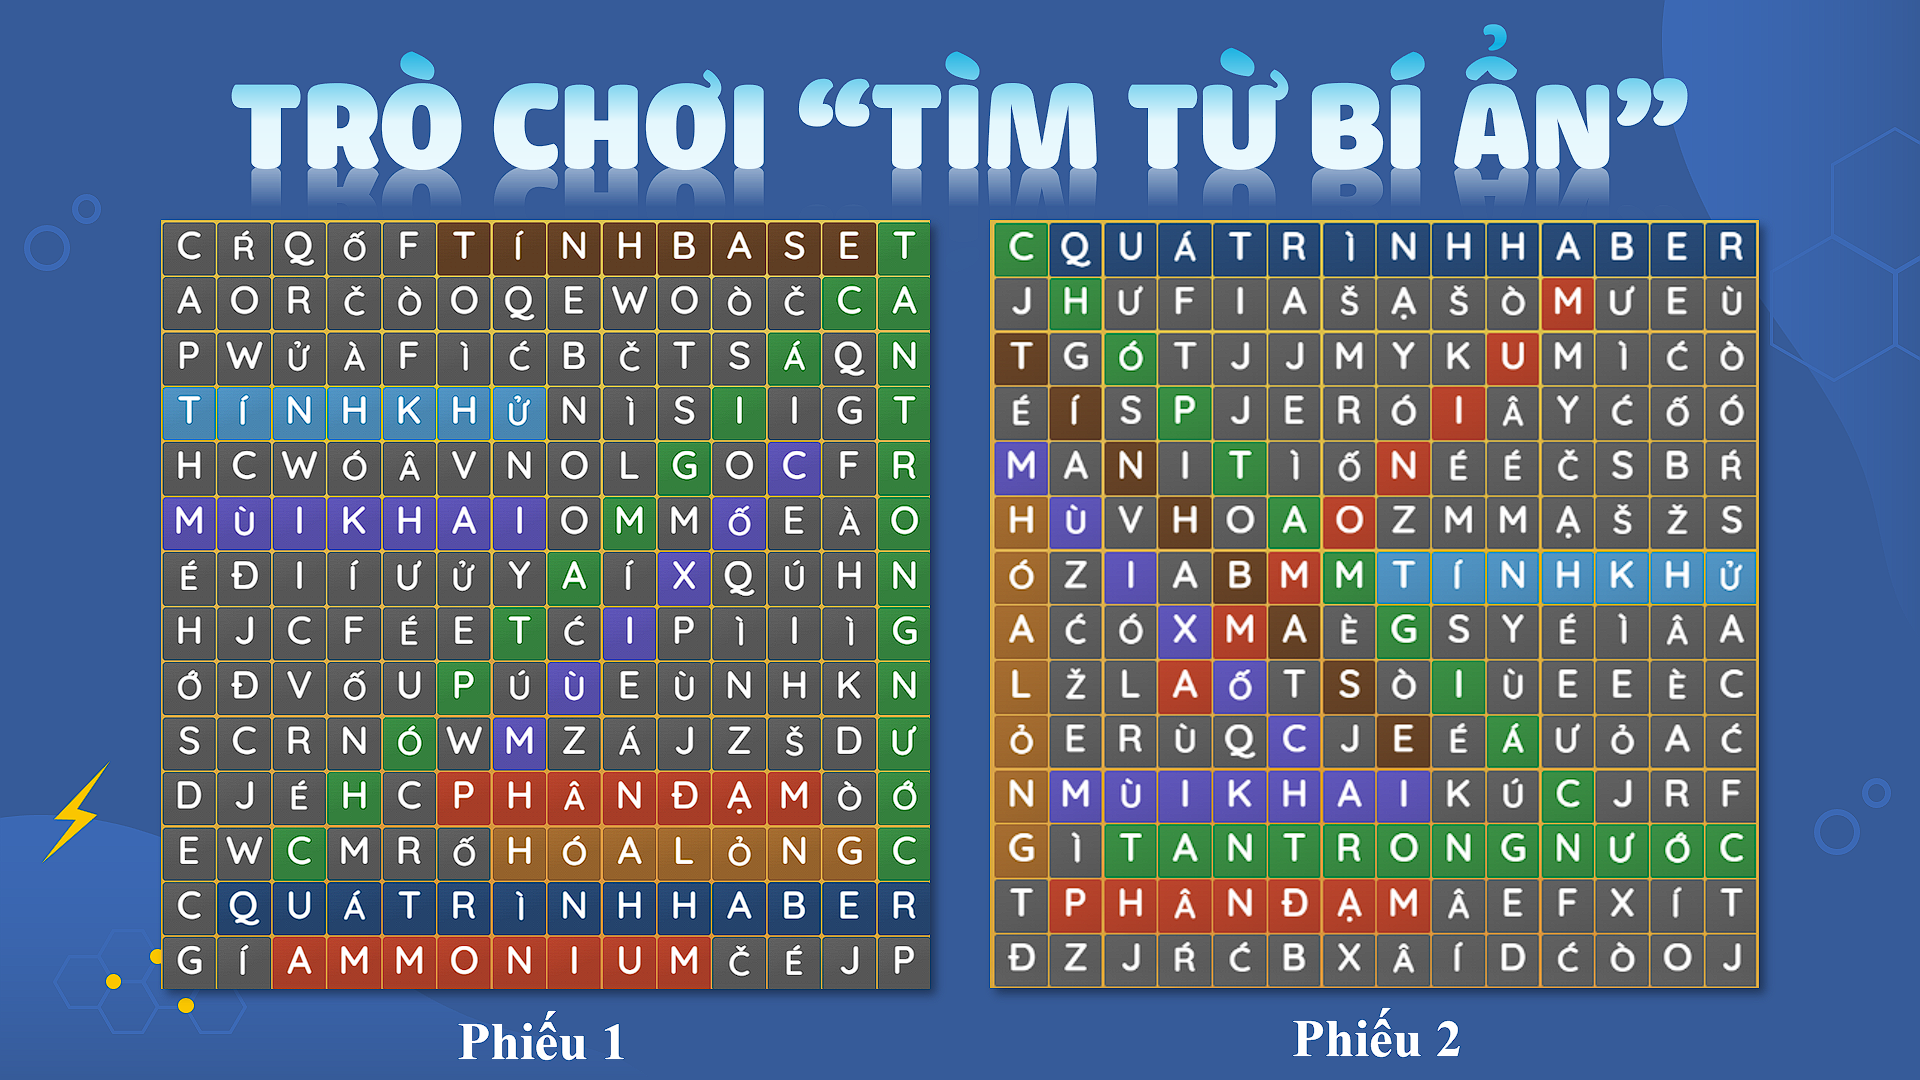 TRÒ CHƠI “TÌM TỪ BÍ ẨN”
C Ŕ Q Ố F T Í N H B A S E T
A O R Č Ò O Q E W O Ò Č C A
P W Ử À F Ì Ć B Č T S Á Q N
T Í N H K H Ử N Ì S I I G T
H C W Ó Â V N O L G O C F R
M Ù I K H A I O M M Ố E À O
É Đ I Í Ư Ử Y A Í X Q Ú H N
H J C F É E T Ć I P Ì I Ì G
Ớ Đ V Ố U P Ú Ù E Ù N H K N
S C R N Ó W M Z Á J Z Š D Ư
D J É H C P H Â N Đ Ạ M Ò Ớ
E W C M R Ố H Ó A L Ỏ N G C
C Q U Á T R Ì N H H A B E R
G Í A M M O N I U M Č É J P
Phiếu 1
C Q U Á T R Ì N H H A B E R
J H Ư F I A Š Ạ Š Ò M Ư E Ù
T G Ó T J J M Y K U M Ì Ć Ò
É Í S P J E R Ó I Â Y Ć Ố Ó
M A N I T Ì Ố N É É Č S B Ŕ
H Ù V H O A O Z M M Ạ Š Ž S
Ó Z I A B M M T Í N H K H Ử
A Ć Ó X M A È G S Y É Ì Â A
L Ž L A Ố T S Ò I Ù E E È C
Ỏ E R Ù Q C J E É Á Ư Ỏ A Ć
N M Ù I K H A I K Ú C J R F
G Ì T A N T R O N G N Ư Ớ C
T P H Â N Đ Ạ M Â E F X Í T
Đ Z J Ŕ Ć B X Â Í D Ć Ò O J
Phiếu 2